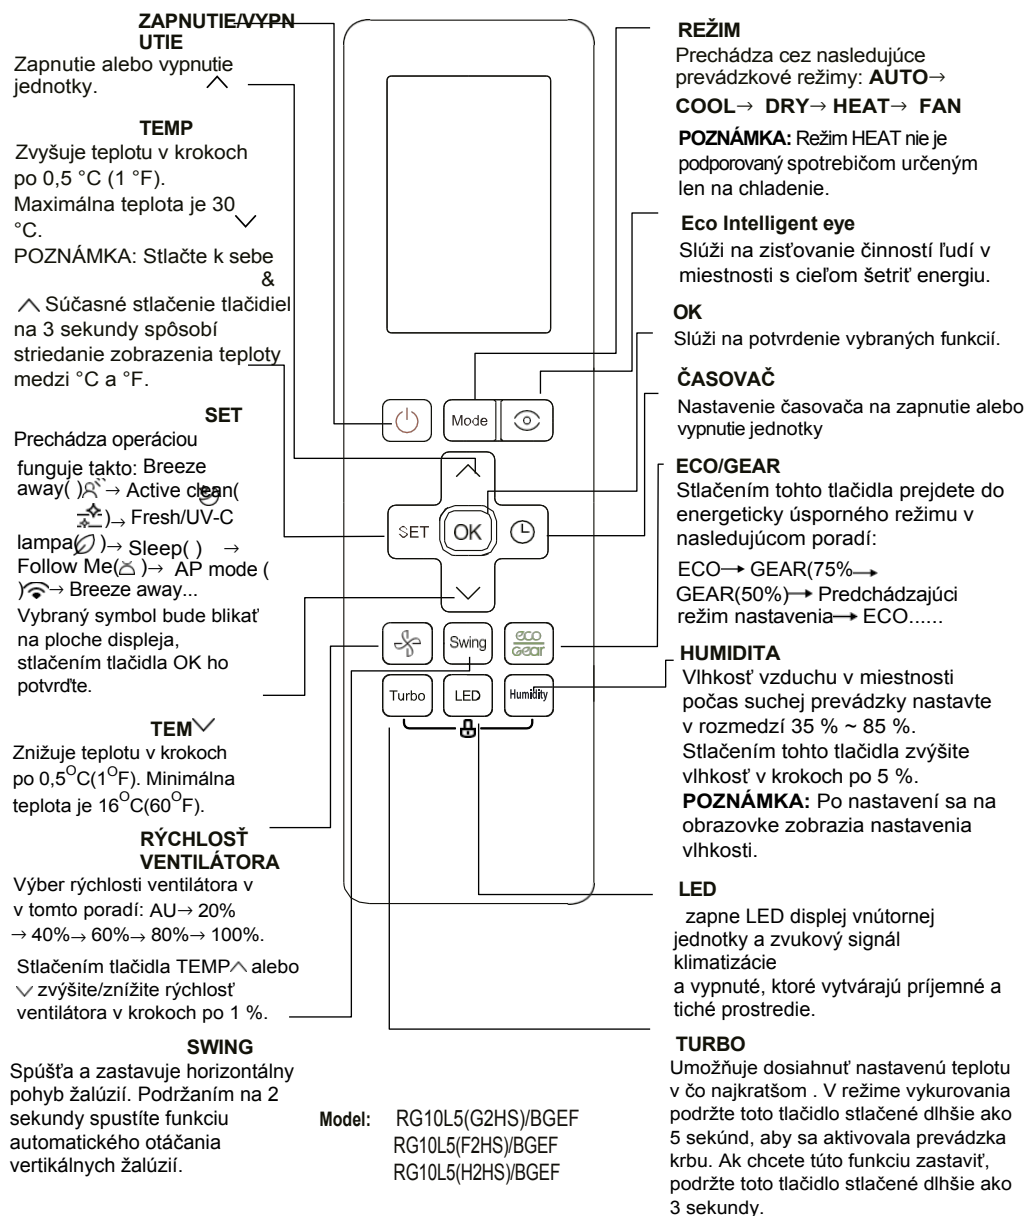 ZAPNUTIE/VYPN
UTIE
Zapnutie alebo vypnutie
jednotky.
TEMP
Zvyšuje teplotu v krokoch
po 0,5 °C (1 °F).
Maximálna teplota je 30
°C.
POZNÁMKA: Stlačte k sebe
&
Súčasné stlačenie tlačidiel
na 3 sekundy spôsobí
striedanie zobrazenia teploty
medzi °C a °F.
SET
Prechádza operáciou
funguje takto: Breeze
away( ) → Active clean(
)→ Fresh/UV-C
lampa( )→ Sleep( ) →
Follow Me( )→ AP mode (
)→ Breeze away...
Vybraný symbol bude blikať
na ploche displeja,
stlačením tlačidla OK ho
potvrďte.
TEM
Znižuje teplotu v krokoch
po 0,5°C(1°F). Minimálna
teplota je 16°C(60°F).
RÝCHLOSŤ
VENTILÁTORA
Výber rýchlosti ventilátora v
v tomto poradí: AU→ 20%
→ 40%→ 60%→ 80%→ 100%.
Stlačením tlačidla TEMP alebo
zvýšite/znížite rýchlosť
ventilátora v krokoch po 1 %.
SWING
Spúšťa a zastavuje horizontálny
pohyb žalúzií. Podržaním na 2
sekundy spustíte funkciu
automatického otáčania
vertikálnych žalúzií.
Mode
SET
OK
Swing
eco
Gear
Turbo
LED
Humidity
Model: RG10L5(G2HS)/BGEF
RG10L5(F2HS)/BGEF
RG10L5(H2HS)/BGEF
REŽIM
Prechádza cez nasledujúce
prevádzkové režimy: AUTO→
COOL→ DRY→ HEAT→ FAN
POZNÁMKA: Režim HEAT nie je
podporovaný spotrebičom určeným
len na chladenie.
Eco Intelligent eye
Slúži na zisťovanie činností ľudí v
miestnosti s cieľom šetriť energiu.
OK
Slúži na potvrdenie vybraných funkcií.
ČASOVAČ
Nastavenie časovača na zapnutie alebo
vypnutie jednotky
ECO/GEAR
Stlačením tohto tlačidla prejdete do
energeticky úsporného režimu v
nasledujúcom poradí:
ECO→ GEAR(75%→
GEAR(50%)→ Predchádzajúci
režim nastavenia→ ECO......
HUMIDITA
Vlhkosť vzduchu v miestnosti
počas suchej prevádzky nastavte
v rozmedzí 35 % ~ 85 %.
Stlačením tohto tlačidla zvýšite
vlhkosť v krokoch po 5 %.
POZNÁMKA: Po nastavení sa na
obrazovke zobrazia nastavenia
vlhkosti.
LED
zapne LED displej vnútornej
jednotky a zvukový signál
klimatizácie
a vypnuté, ktoré vytvárajú príjemné a
tiché prostredie.
TURBO
Umožňuje dosiahnuť nastavenú teplotu
v čo najkratšom . V režime vykurovania
podržte toto tlačidlo stlačené dlhšie ako
5 sekúnd, aby sa aktivovala prevádzka
krbu. Ak chcete túto funkciu zastaviť,
podržte toto tlačidlo stlačené dlhšie ako
3 sekundy.